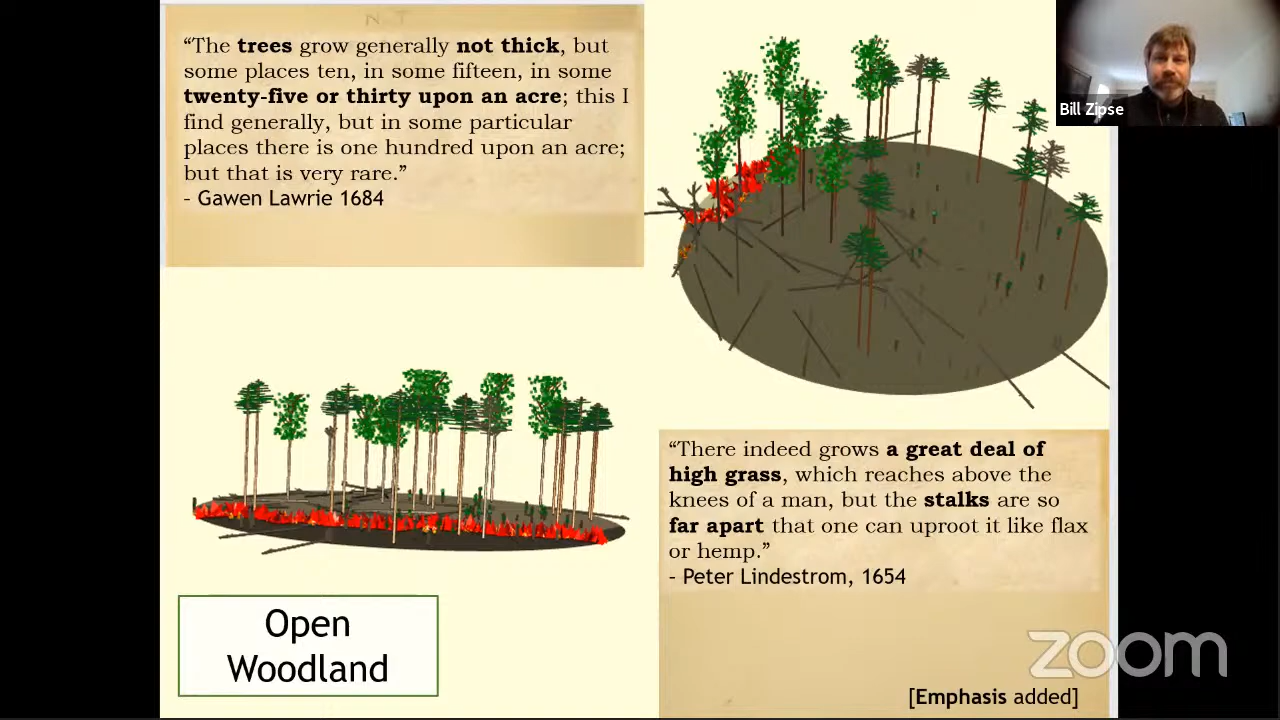 “The trees grow generally not thick, but
some places ten, in some fifteen, in some
twenty-five or thirty upon an acre; this I
find generally, but in some particular
places there is one hundred upon an acre;
but that is very rare.”
- Gawen Lawrie 1684
Bill Zipse
“There indeed grows a great deal of
high grass, which reaches above the
knees of a man, but the stalks are so
far apart that one can uproot it like flax
or hemp.”
- Peter Lindestrom, 1654
Open
Woodland
[Emphasis added]
zoom